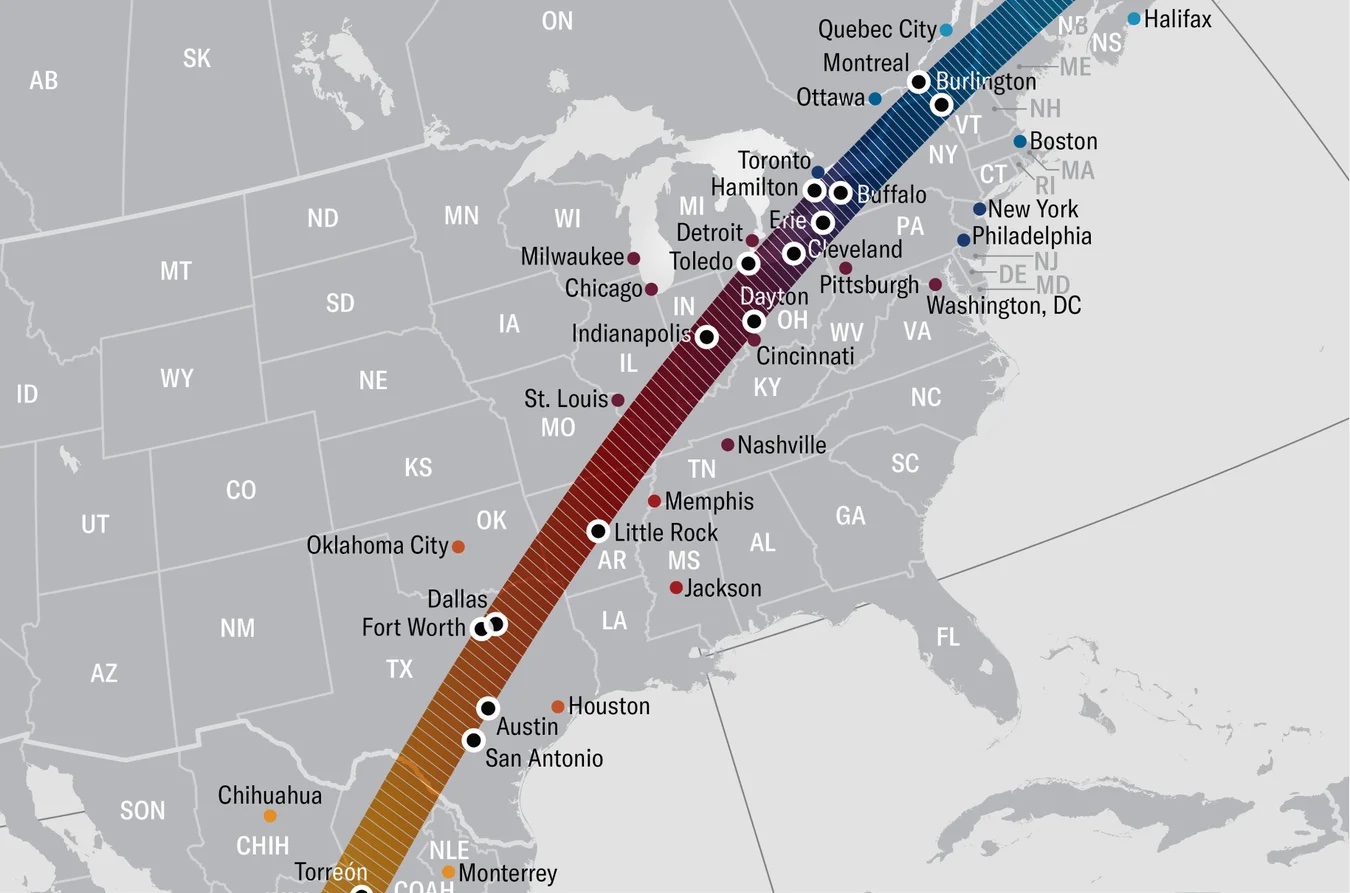 ON
Quebec City
NB
Halifax
SK
NS
AB
Montreal
ME
Burlington
Ottawa
NH
VT
Boston
NY
Toronto
CT
MA
Hamilton
RI
Buffalo
ND
MN
WI
MI
New York
Erie
PA
Detroit
Philadelphia
MT
Milwaukee
Toledo
Cleveland
NJ
DE
MD
Chicago
Pittsburgh
SD
IN
Dayton
Washington, DC
IA
OH
Indianapolis
WV
VA
Cincinnati
IL
WY
NE
KY
ID
St. Louis
NC
MO
Nashville
KS
TN
SC
CO
Memphis
GA
UT
OK
Little Rock
Oklahoma City
AR
MS
AL
Jackson
Dallas
Fort Worth
LA
NM
FL
TX
AZ
Houston
Austin
San Antonio
Chihuahua
SON
CHIH
NLE
Torreón
Monterrey
COAH